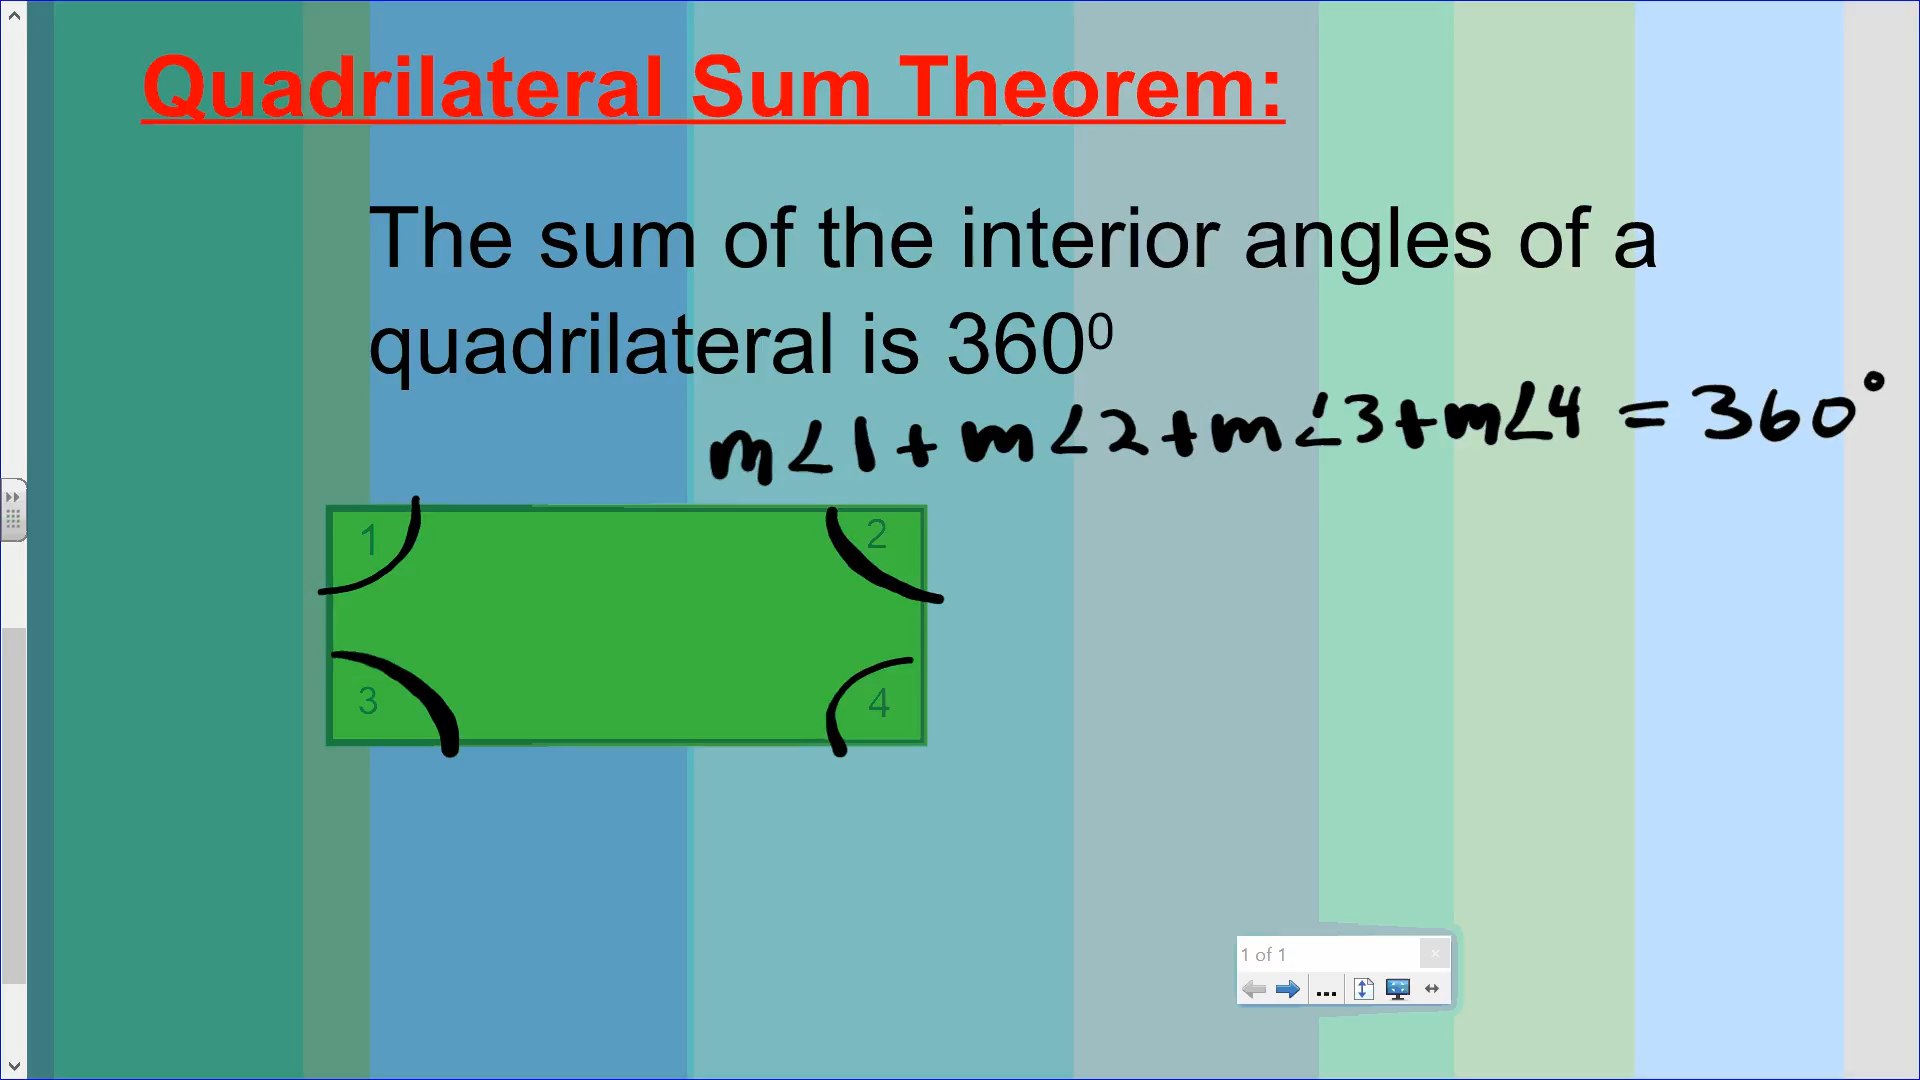 Quadrilateral Sum Theorem:
The sum of the interior angles of a
quadrilateral is 360⁰
m∠1+m∠2+m∠3+m∠4 = 360°
1
2
3
4
1 of 1
...